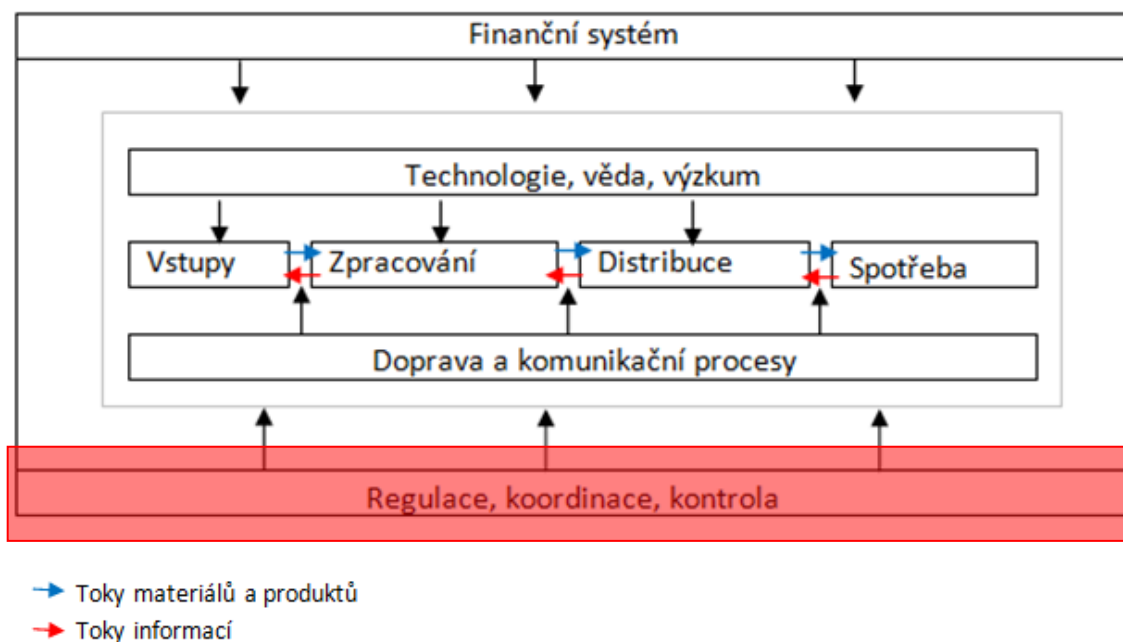 Finanční systém
Technologie, věda, výzkum
Vstupy
Zpracování
Distribuce
Spotřeba
Doprava a komunikační procesy
Regulace, koordinace, kontrola
Toky materiálů a produktů
Toky informací